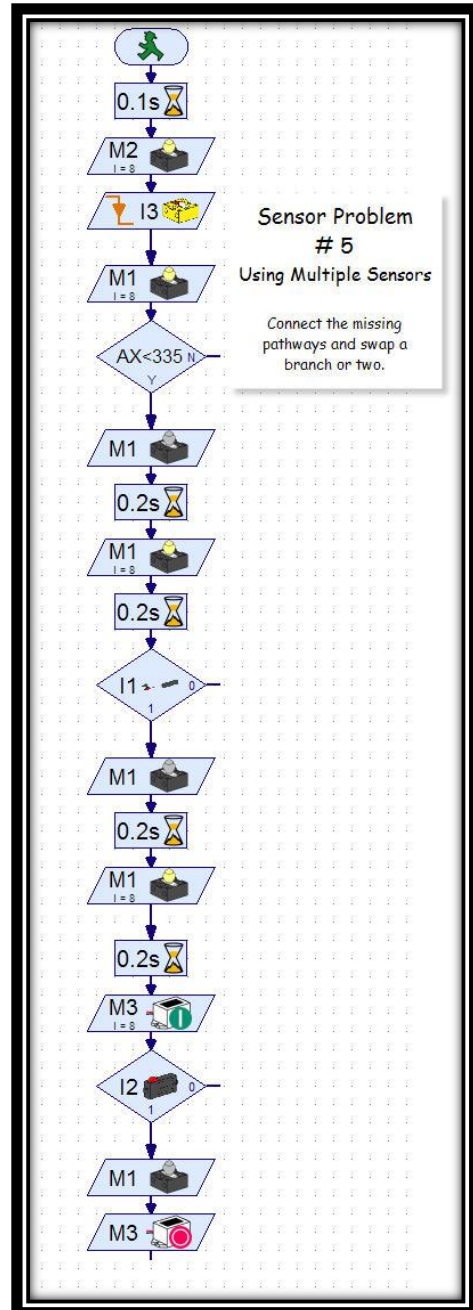 0.1s
M2
I = 8
I3
Sensor Problem
# 5
Using Multiple Sensors
Connect the missing
pathways and swap a
branch or two.
M1
I = 8
AX<335 N
Y
M1
0.2s
M1
I = 8
0.2s
I1 0
1
M1
0.2s
M1
I = 8
0.2s
M3
I = 8
I2 0
1
M1
M3